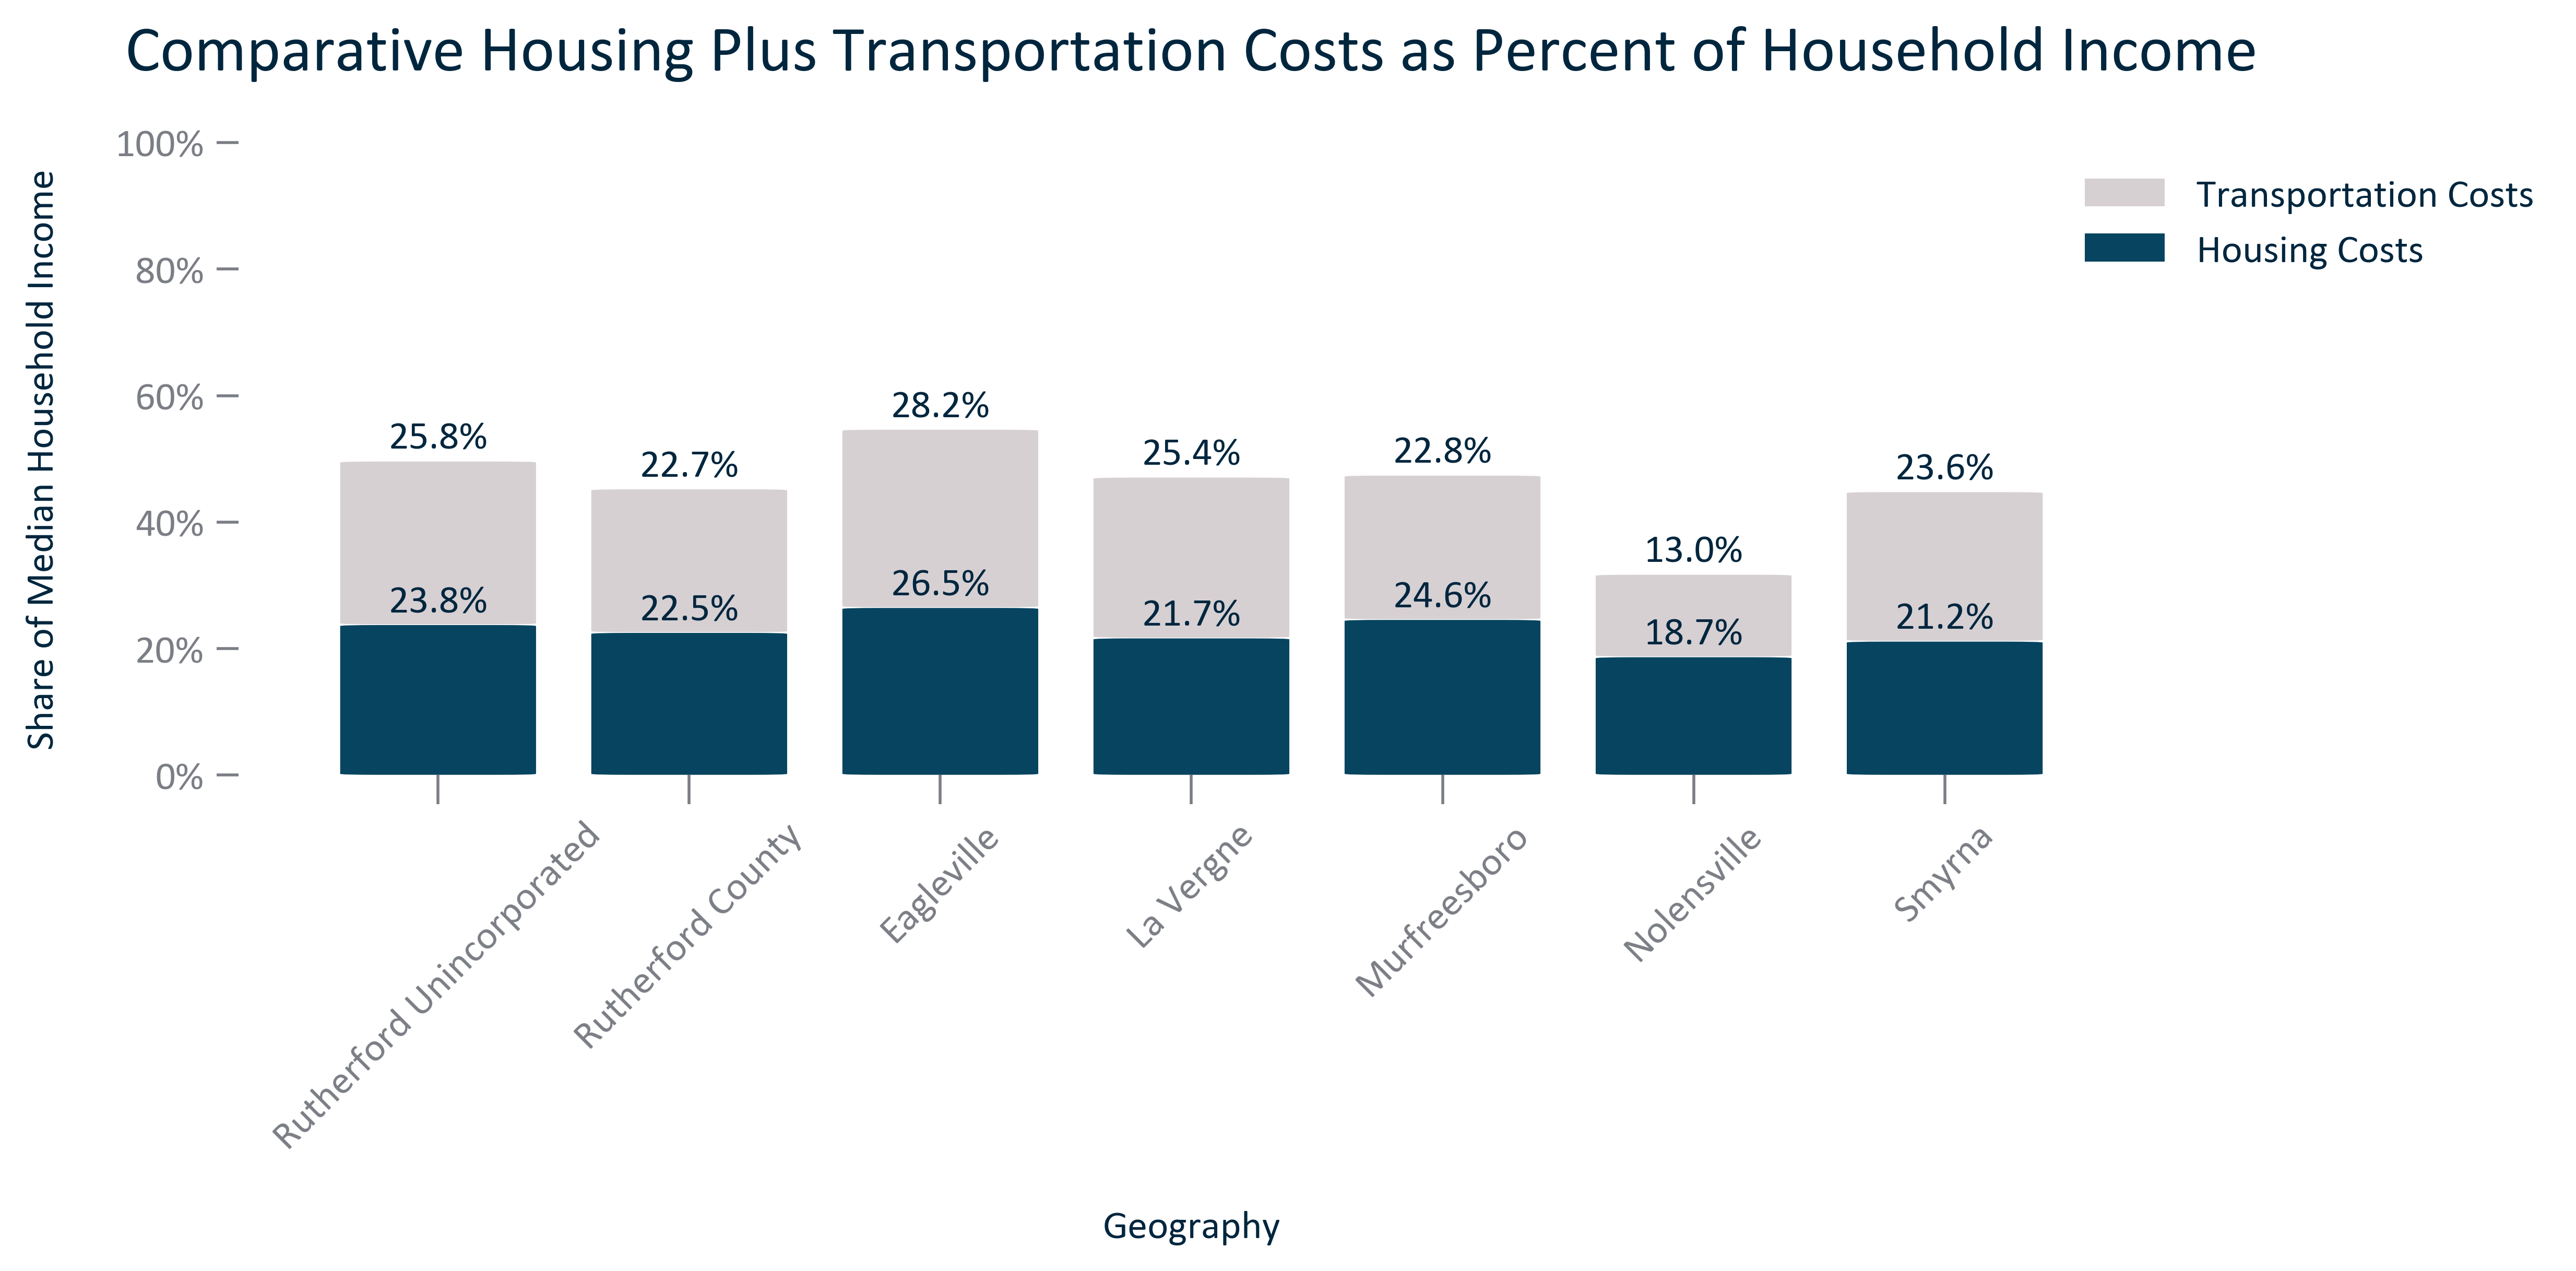 Comparative Housing Plus Transportation Costs as Percent of Household Income
Share of Median Household Income
100%
80%
60%
40%
20%
0%
Transportation Costs
Housing Costs
25.8%
23.8%
22.7%
22.5%
28.2%
26.5%
25.4%
21.7%
22.8%
24.6%
13.0%
18.7%
23.6%
21.2%
Rutherford Unincorporated
Rutherford County
Eagleville
La Vergne
Murfreesboro
Nolensville
Smyrna
Geography